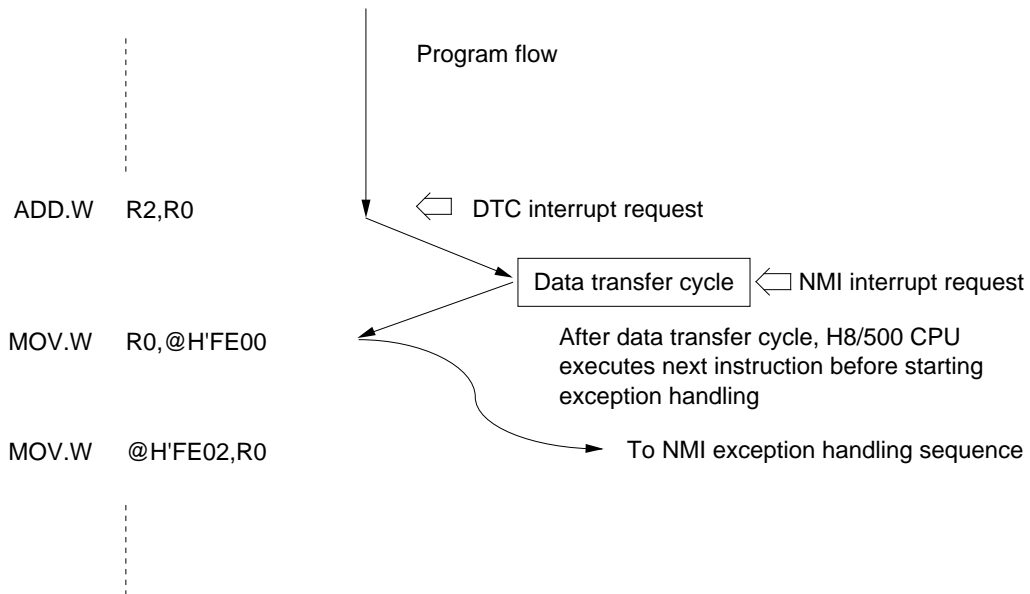 Program flow
ADD.W R2,R0
DTC interrupt request
Data transfer cycle
NMI interrupt request
MOV.W R0,@H'FE00
After data transfer cycle, H8/500 CPU
executes next instruction before starting
exception handling
MOV.W @H'FE02,R0
To NMI exception handling sequence